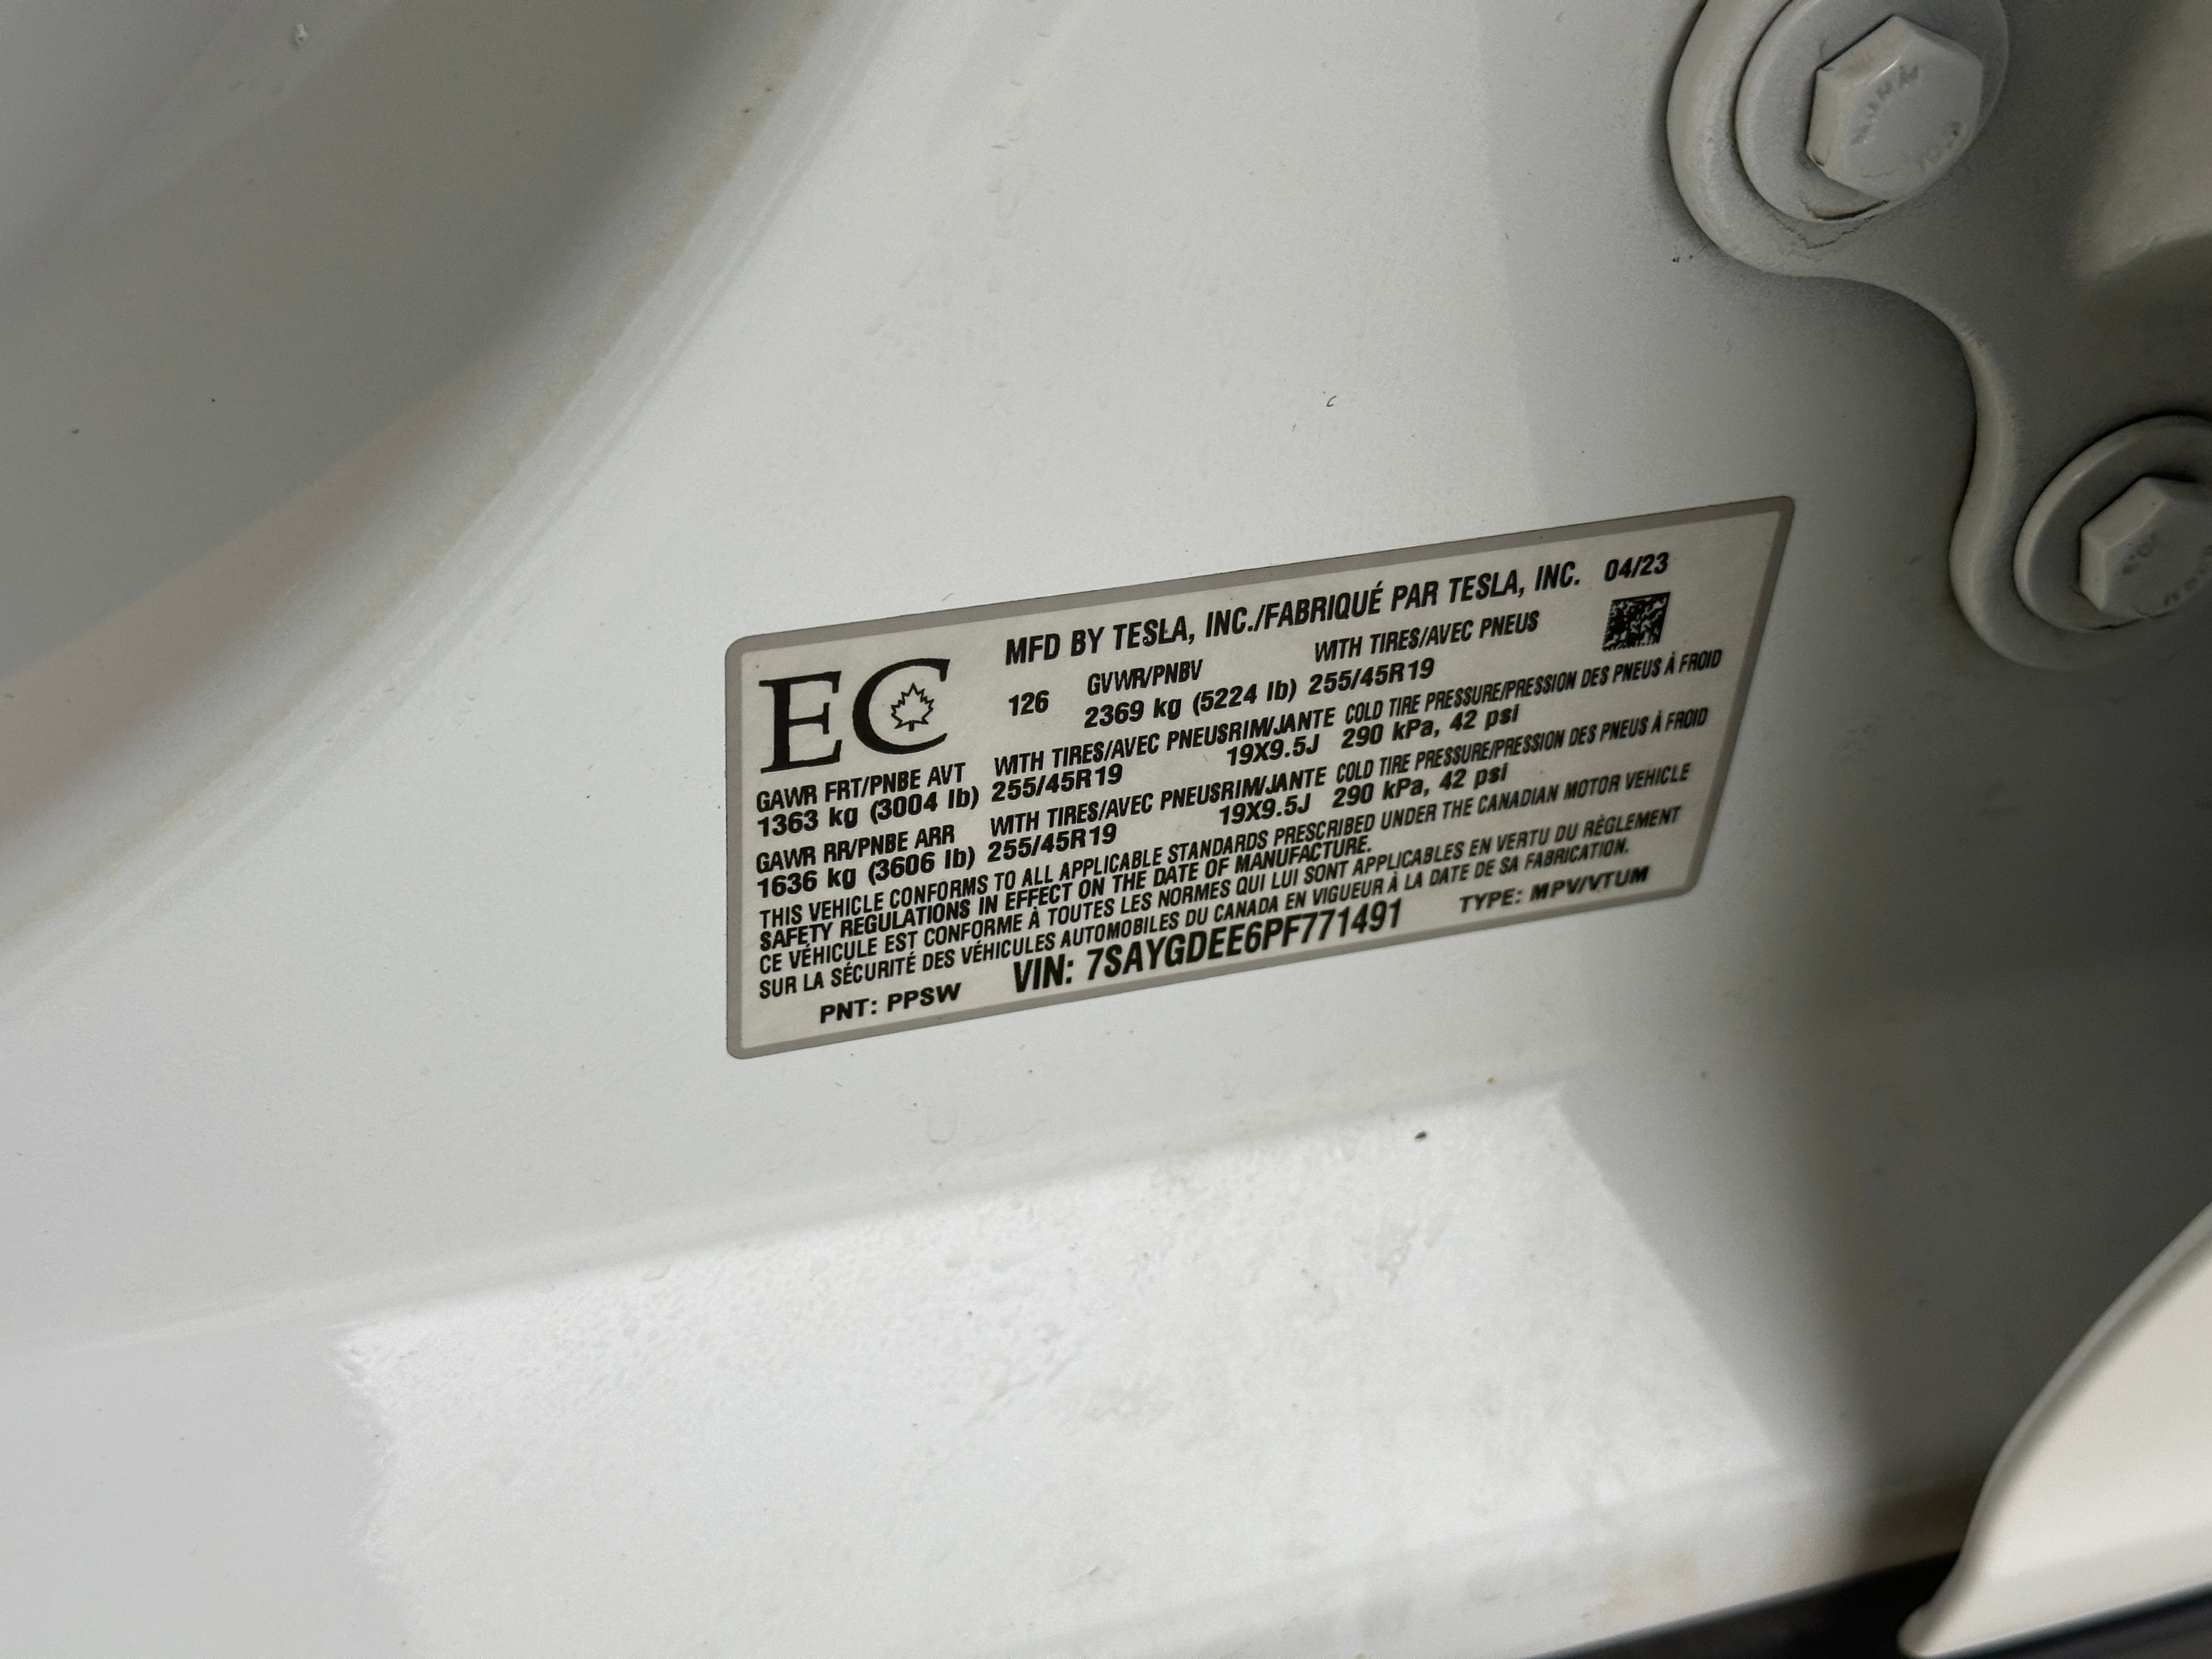 EC
MFD BY TESLA, INC./FABRIQUÉ PAR TESLA, INC. 04/23
126 GVWR/PNBV WITH TIRES/AVEC PNEUS
2369 kg (5224 lb) 255/45R19
GAWR FRT/PNBE AVT WITH TIRES/AVEC PNEUSRIM/JANTE COLD TIRE PRESSURE/PRESSION DES PNEUS À FROID
1363 kg (3004 lb) 255/45R19 19X9.5J 290 kPa, 42 psi
GAWR RR/PNBE ARR WITH TIRES/AVEC PNEUSRIM/JANTE COLD TIRE PRESSURE/PRESSION DES PNEUS À FROID
1636 kg (3606 lb) 255/45R19 19X9.5J 290 kPa, 42 psi
THIS VEHICLE CONFORMS TO ALL APPLICABLE STANDARDS PRESCRIBED UNDER THE CANADIAN MOTOR VEHICLE
SAFETY REGULATIONS IN EFFECT ON THE DATE OF MANUFACTURE.
CE VÉHICULE EST CONFORME À TOUTES LES NORMES QUI LUI SONT APPLICABLES EN VERTU DU RÈGLEMENT
SUR LA SÉCURITÉ DES VÉHICULES AUTOMOBILES DU CANADA EN VIGUEUR À LA DATE DE SA FABRICATION.
PNT: PPSW VIN: 7SAYGDEE6PF771491 TYPE: MPV/VTUM